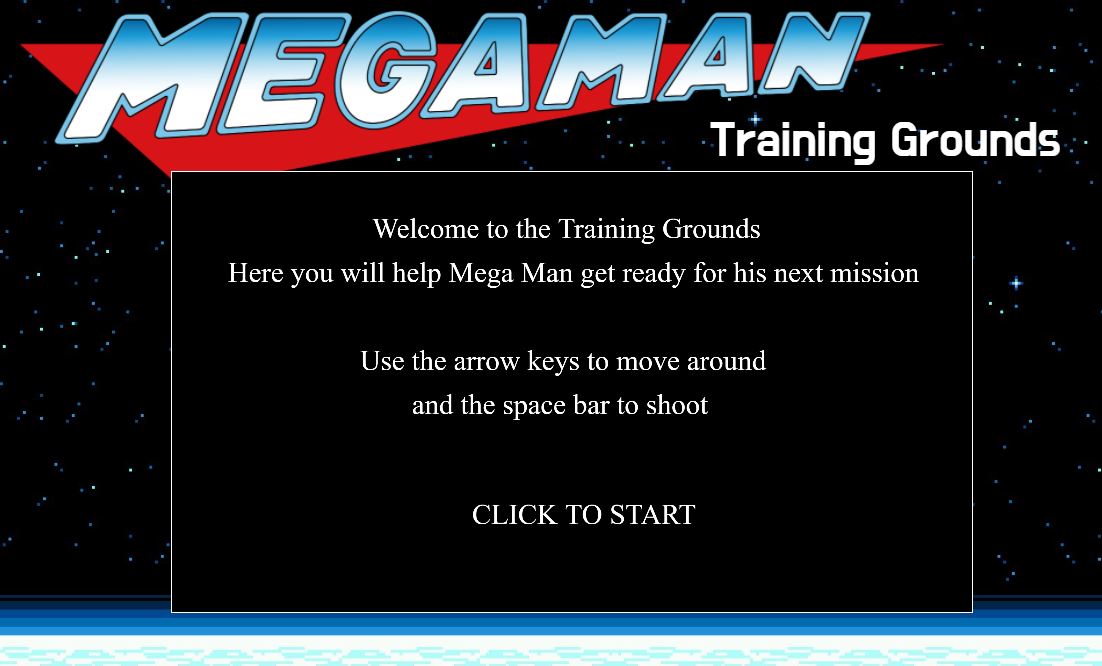 MEGAMAN
Training Grounds
Welcome to the Training Grounds
Here you will help Mega Man get ready for his next mission
Use the arrow keys to move around
and the space bar to shoot
CLICK TO START